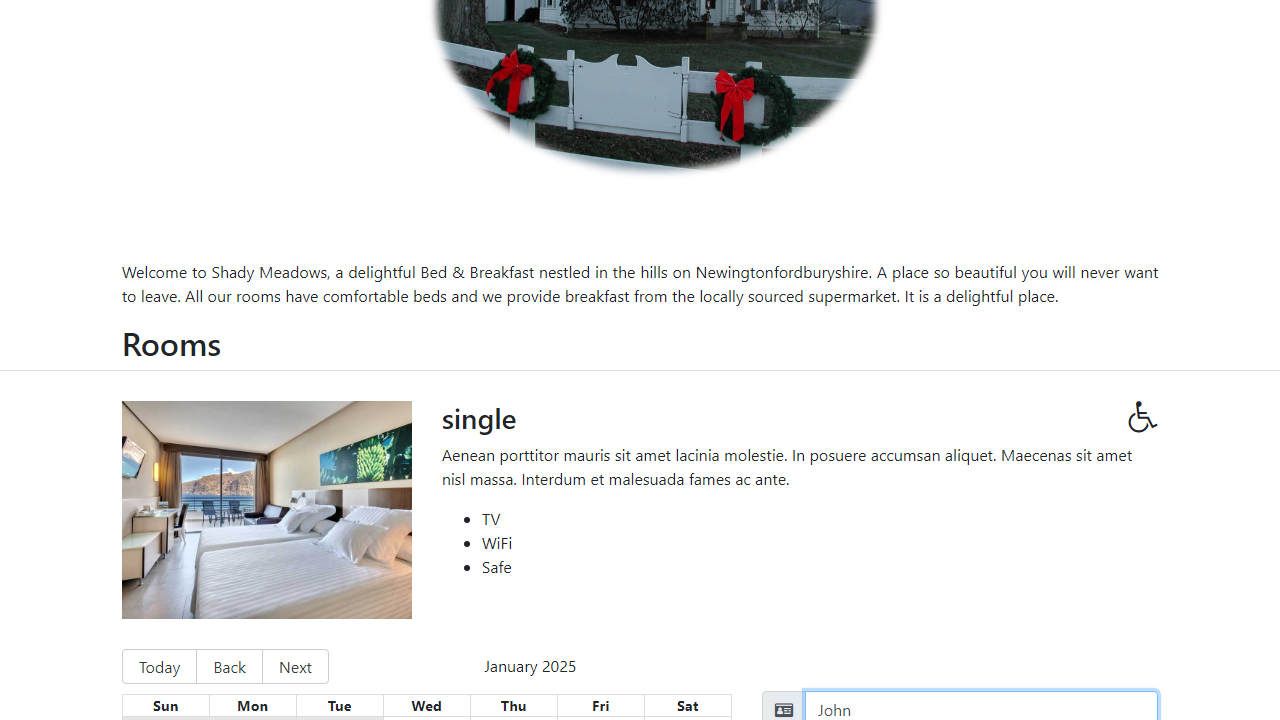 Welcome to Shady Meadows, a delightful Bed & Breakfast nestled in the hills on Newingtonfordburyshire. A place so beautiful you will never want
to leave. All our rooms have comfortable beds and we provide breakfast from the locally sourced supermarket. It is a delightful place.
Rooms
single
Aenean porttitor mauris sit amet lacinia molestie. In posuere accumsan aliquet. Maecenas sit amet
nisl massa. Interdum et malesuada fames ac ante.
TV
WiFi
Safe
Today Back Next January 2025
Sun Mon Tue Wed Thu Fri Sat
John